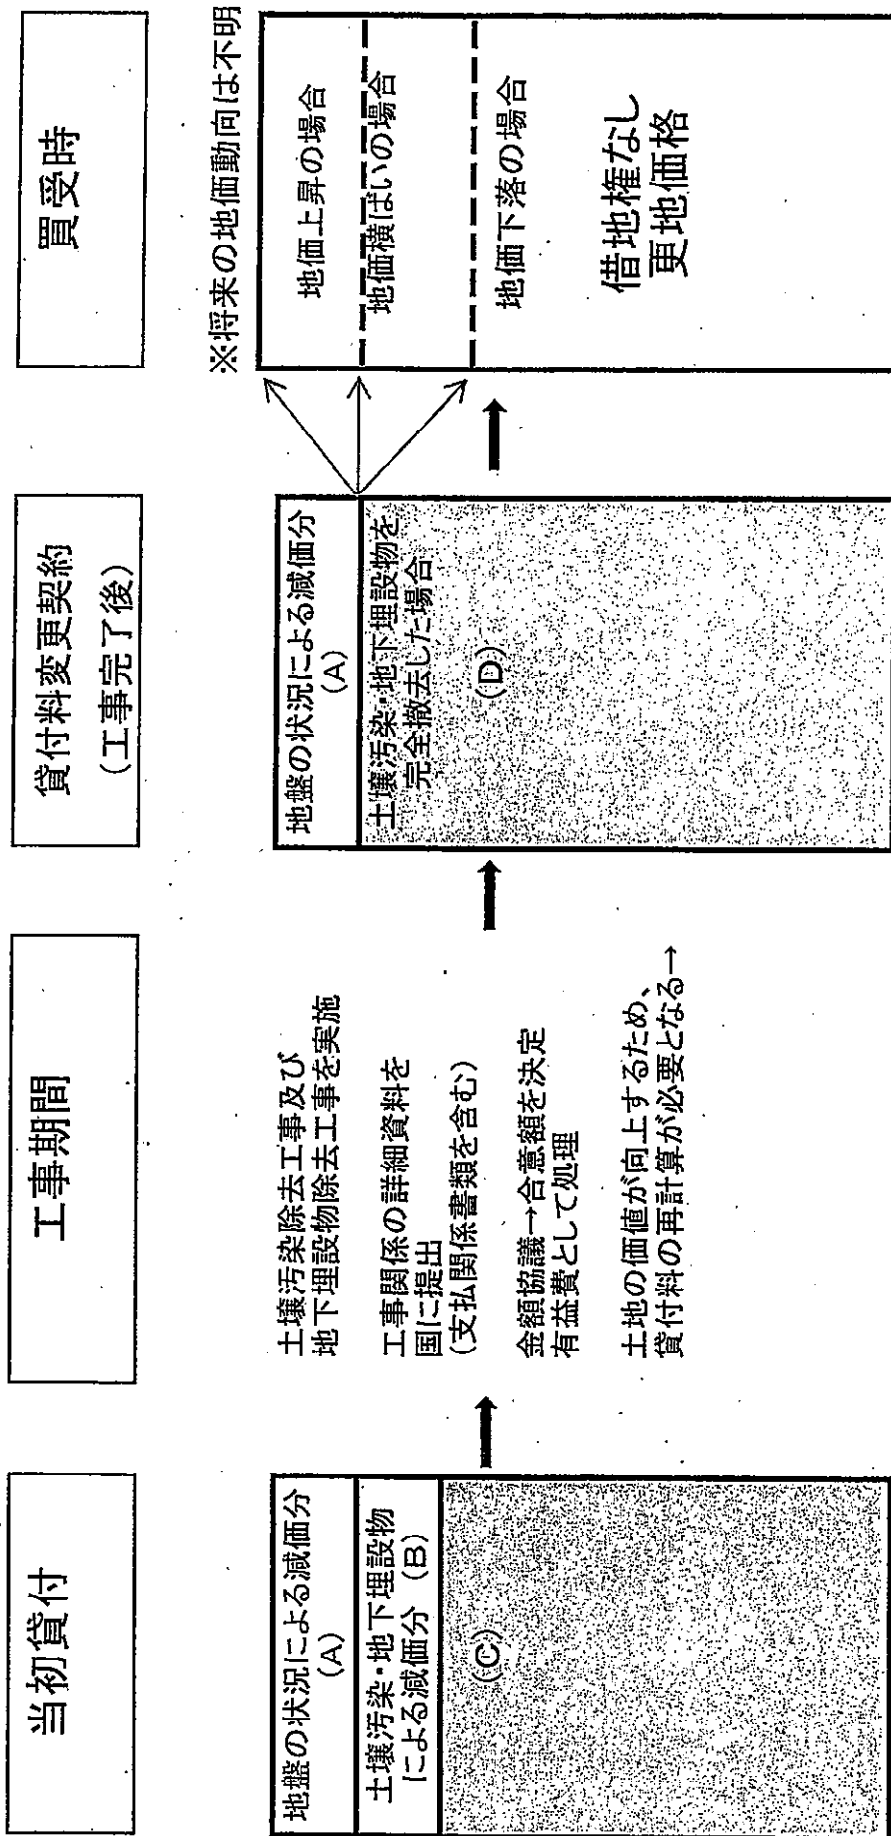 当初貸付
地盤の状況による減価分
(A)
土壌汚染・地下埋設物
による減価分 (B)
(C)
工事期間
土壌汚染除去工事及び
地下埋設物除去工事を実施
工事関係の詳細資料を
国に提出
(支払関係書類を含む)
金額協議→合意額を決定
有益費として処理
土地の価値が向上するため、
貸付料の再計算が必要となる→
貸付料変更契約
(工事完了後)
地盤の状況による減価分
(A)
土壌汚染・地下埋設物を
完全撤去した場合
(D)
買受時
※将来の地価動向は不明
地価上昇の場合
地価横ばいの場合
地価下落の場合
借地権なし
更地価格